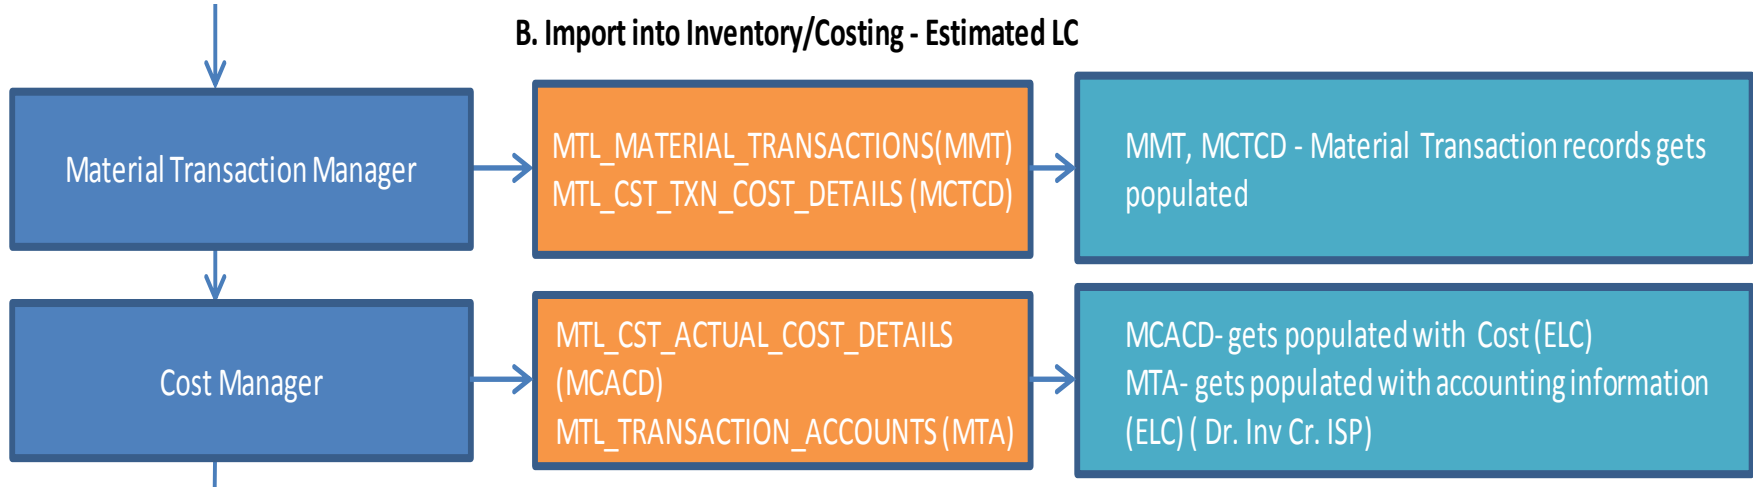 B. Import into Inventory/Costing - Estimated LC
Material Transaction Manager
MTL_MATERIAL_TRANSACTIONS(MMT)
MTL_CST_TXN_COST_DETAILS (MCTCD)
MMT, MCTCD - Material Transaction records gets
populated
Cost Manager
MTL_CST_ACTUAL_COST_DETAILS
(MCACD)
MTL_TRANSACTION_ACCOUNTS (MTA)
MCACD- gets populated with Cost (ELC)
MTA- gets populated with accounting information
(ELC) ( Dr. Inv Cr. ISP)